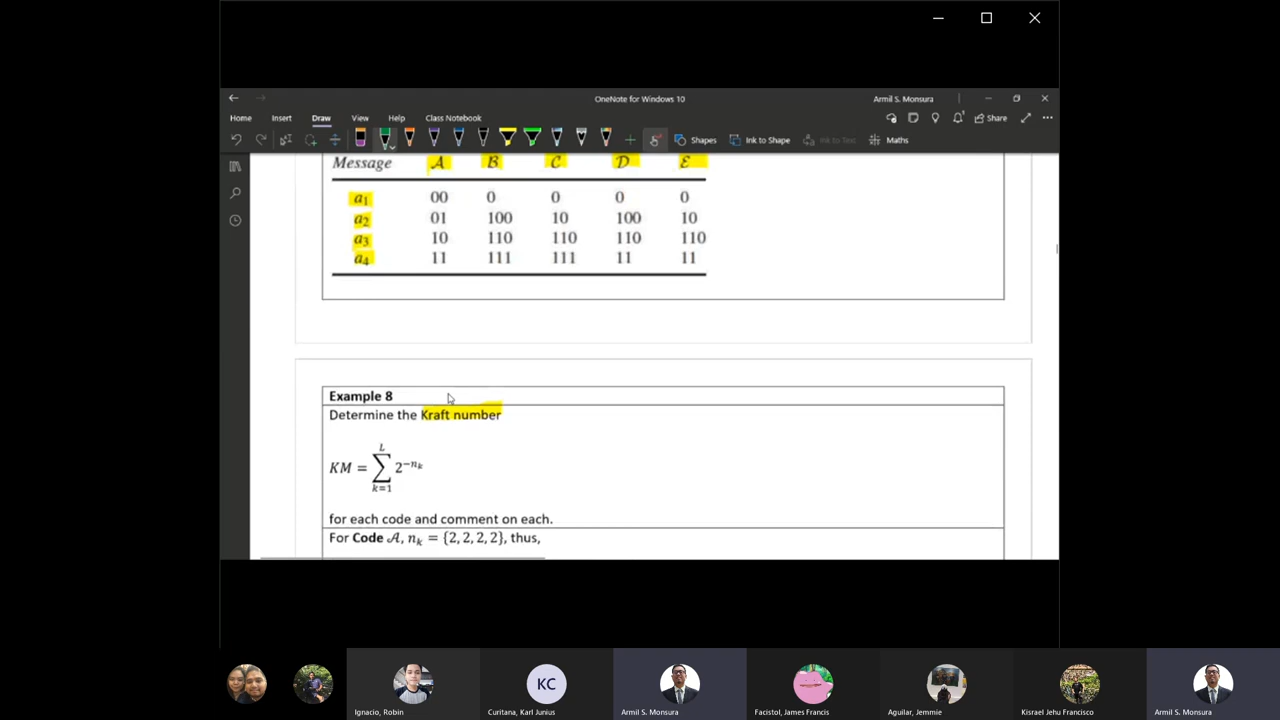 OneNote for Windows 10
Armil S. Monsura
Home Insert Draw View Help Class Notebook
Share
Shapes Ink to Shape Ink to Text Maths
Message A B C D E
a1 00 0 0 0 0
a2 01 100 10 100 10
a3 10 110 110 110 110
a4 11 111 111 11 11
Example 8
Determine the Kraft number
KM = ∑_{k=1}^{L} 2^{-n_k}
for each code and comment on each.
For Code A, n_k = {2, 2, 2, 2}, thus,
KC
Ignacio, Robin
Curitana, Karl Junius
Armil S. Monsura
Facistol, James Francis
Aguilar, Jemmie
Kisrael Jehu Francisco
Armil S. Monsura